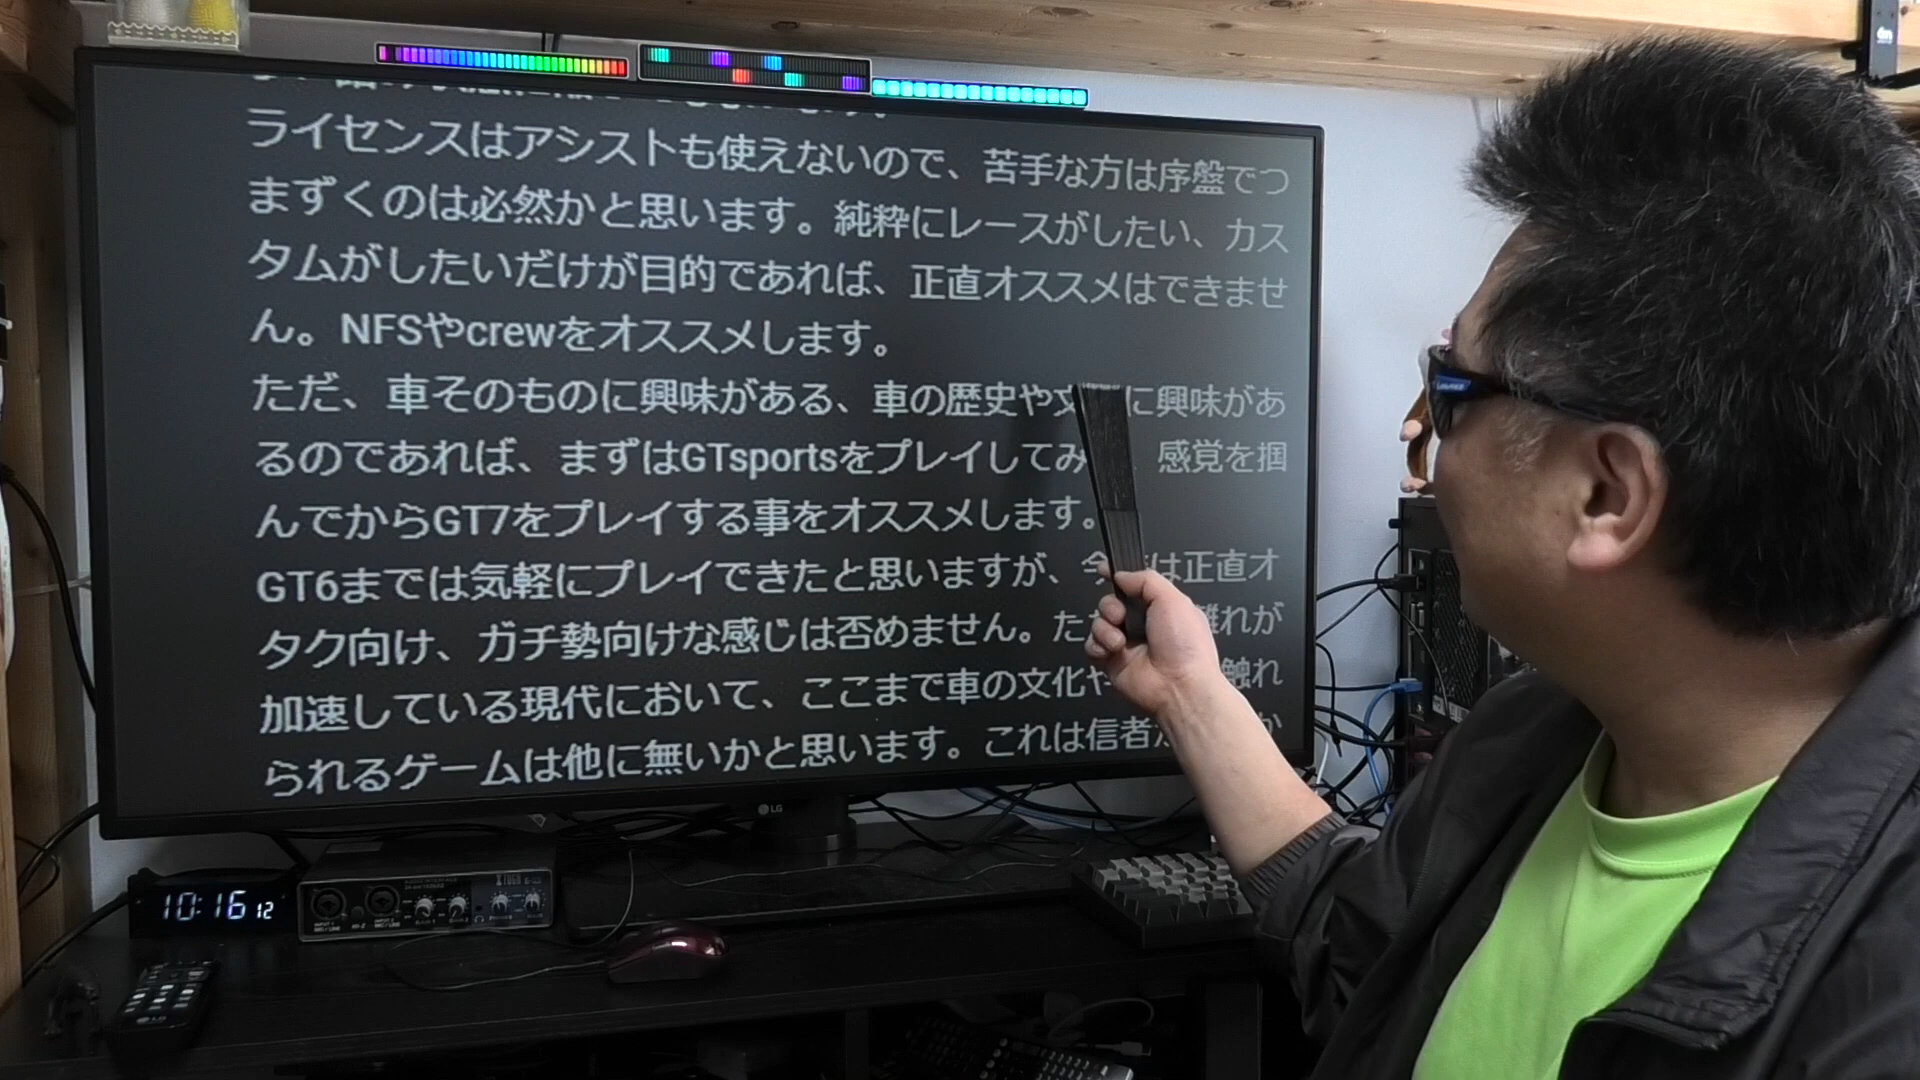 ライセンスはアシストも使えないので、苦手な方は序盤でつ
まずくのは必然かと思います。純粋にレースがしたい、カス
タムがしたいだけが目的であれば、正直オススメはできませ
ん。NFSやcrewをオススメします。
ただ、車そのものに興味がある、車の歴史や文 に興味があ
るのであれば、まずはGTsportsをプレイしてみ 、感覚を掴
んでからGT7をプレイする事をオススメします。
GT6までは気軽にプレイできたと思いますが、今 は正直オ
タク向け、ガチ勢向けな感じは否めません。た 離れが
加速している現代において、ここまで車の文化や 触れ
られるゲームは他に無いかと思います。これは信者 か
LG
10:16 12
LG